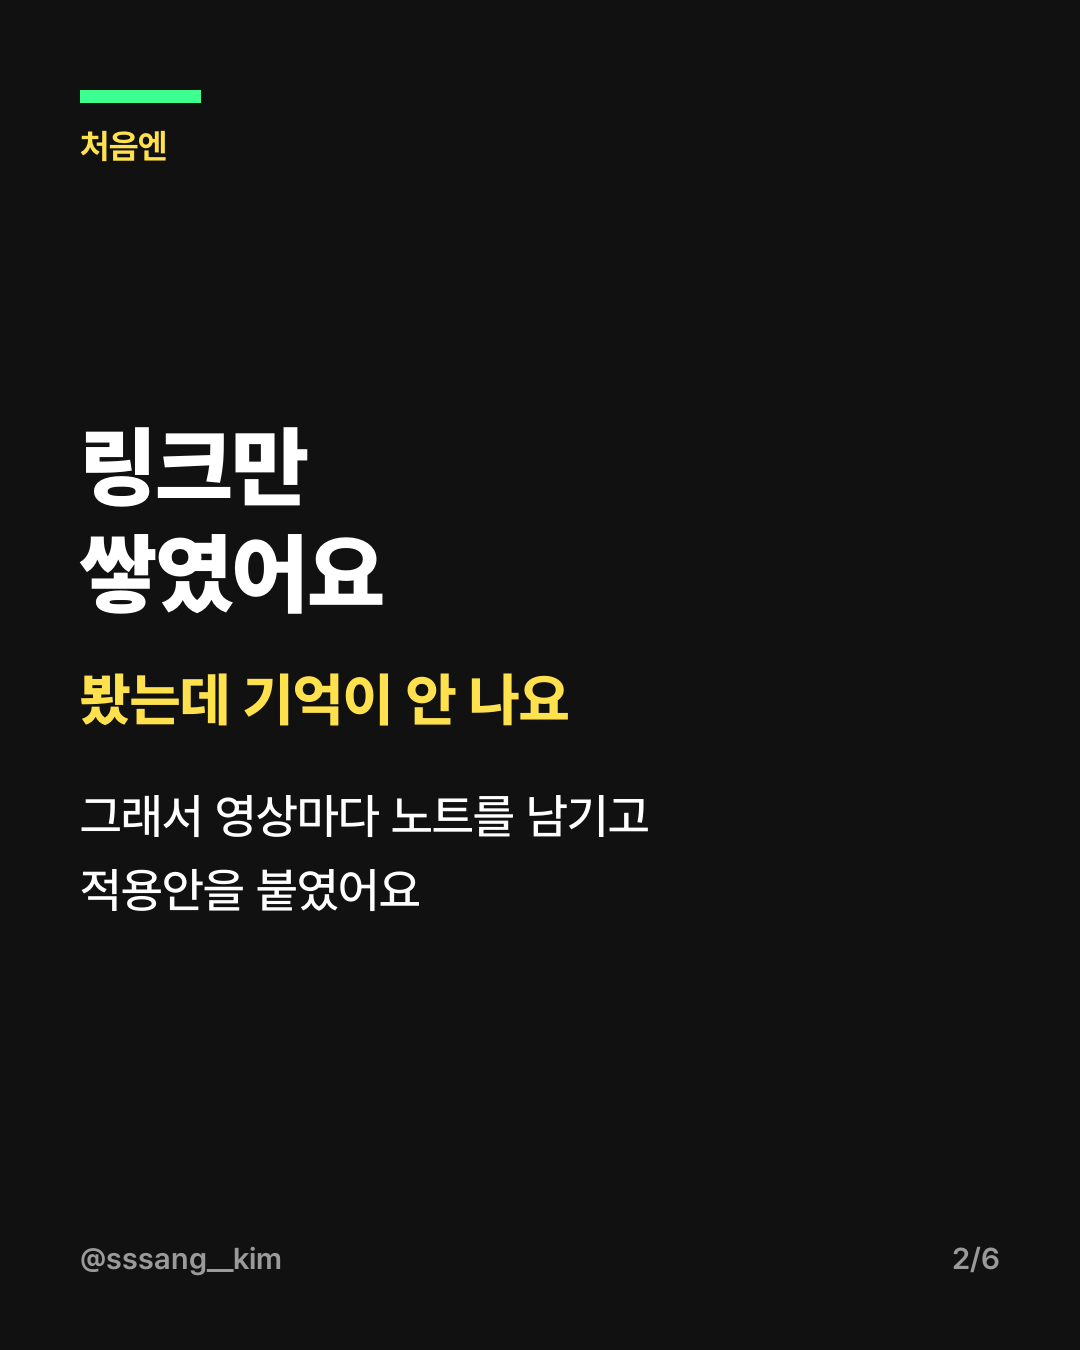 처음엔
링크만
쌓였어요
봤는데 기억이 안 나요
그래서 영상마다 노트를 남기고
적용안을 붙였어요
@sssang__kim
2/6